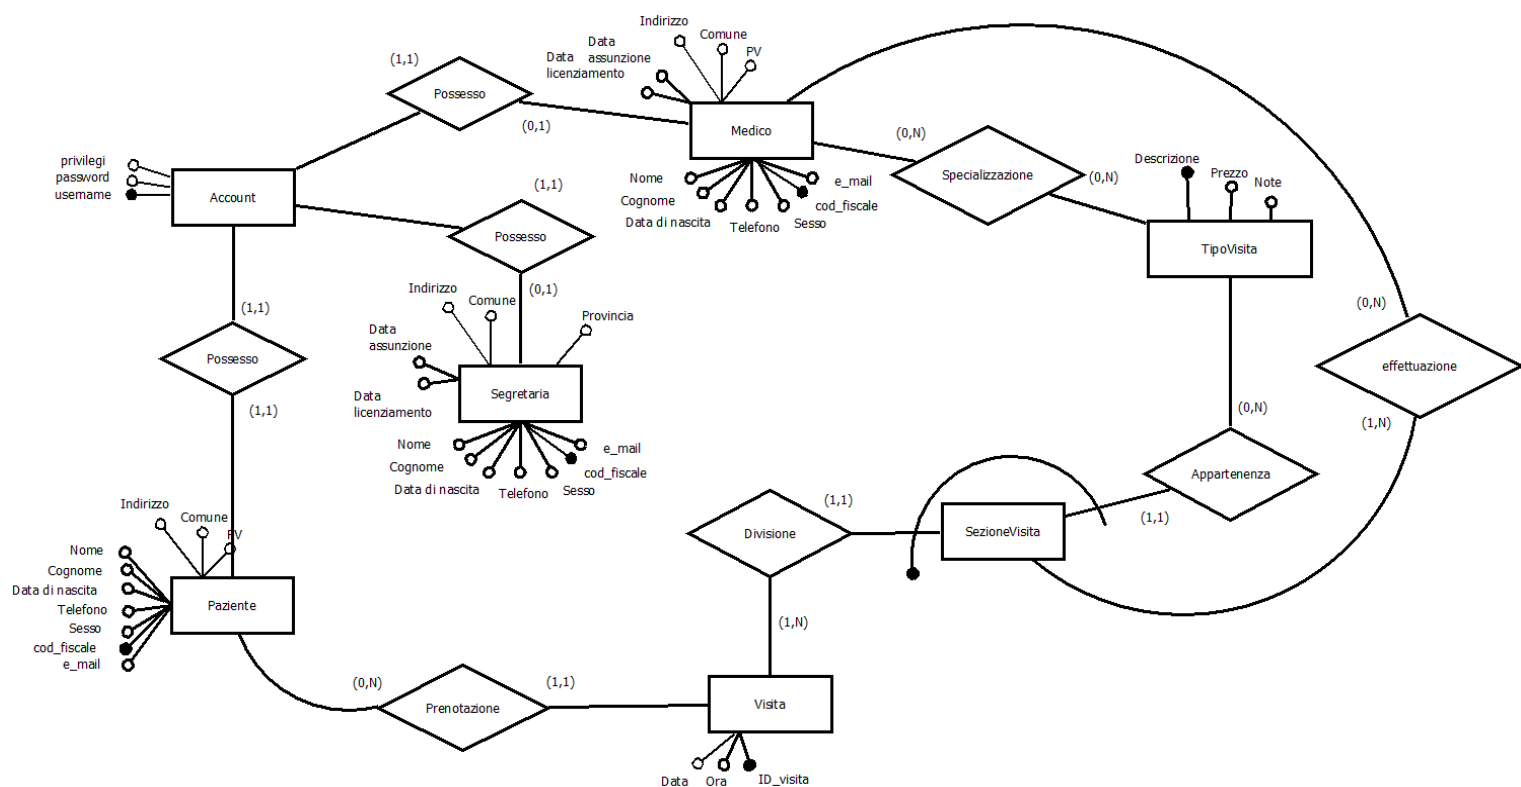 Indirizzo
Comune
PV
Data
assunzione
Data
licenziamento
(1,1)
Possesso
(0,1)
Medico
(0,N)
Specializzazione
(0,N)
Descrizione
Prezzo
Note
TipoVisita
privilegi
password
username
Account
Nome
Cognome
Data di nascita
Telefono
Sesso
cod_fiscale
e_mail
(1,1)
Possesso
(0,1)
Indirizzo
Comune
Provincia
Data
assunzione
Data
licenziamento
Segretaria
Nome
Cognome
Data di nascita
Telefono
Sesso
cod_fiscale
e_mail
(1,1)
Possesso
(1,1)
(0,N)
effettuazione
(1,N)
(0,N)
Appartenenza
(1,1)
SezioneVisita
(1,1)
Divisione
(1,N)
Indirizzo
Comune
PV
Nome
Cognome
Data di nascita
Telefono
Sesso
cod_fiscale
e_mail
Paziente
(0,N)
Prenotazione
(1,1)
Visita
Data
Ora
ID_visita